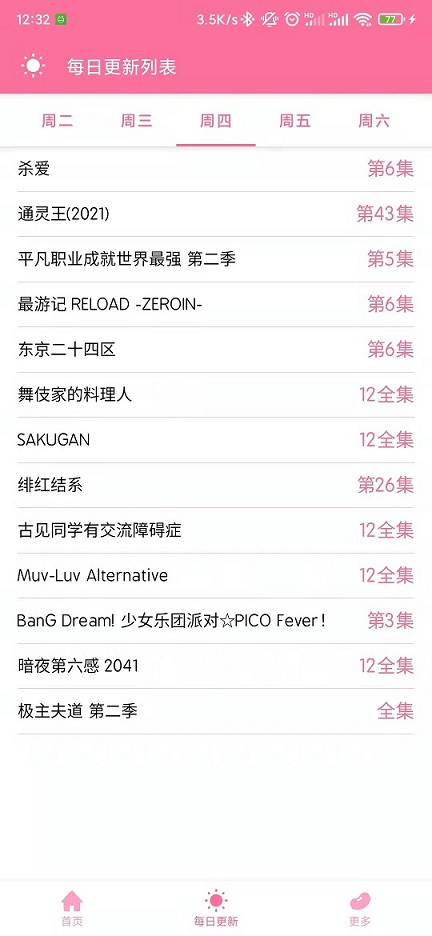 12:32 3.5K/s HD HD 77
每日更新列表
周二 周三 周四 周五 周六
杀爱 第6集
通灵王(2021) 第43集
平凡职业成就世界最强 第二季 第5集
最游记 RELOAD -ZEROIN- 第6集
东京二十四区 第6集
舞伎家的料理人 12全集
SAKUGAN 12全集
绯红结系 第26集
古见同学有交流障碍症 12全集
Muv-Luv Alternative 12全集
BanG Dream! 少女乐团派对☆PICO Fever! 第3集
暗夜第六感 2041 12全集
极主夫道 第二季 全集
首页 每日更新 更多